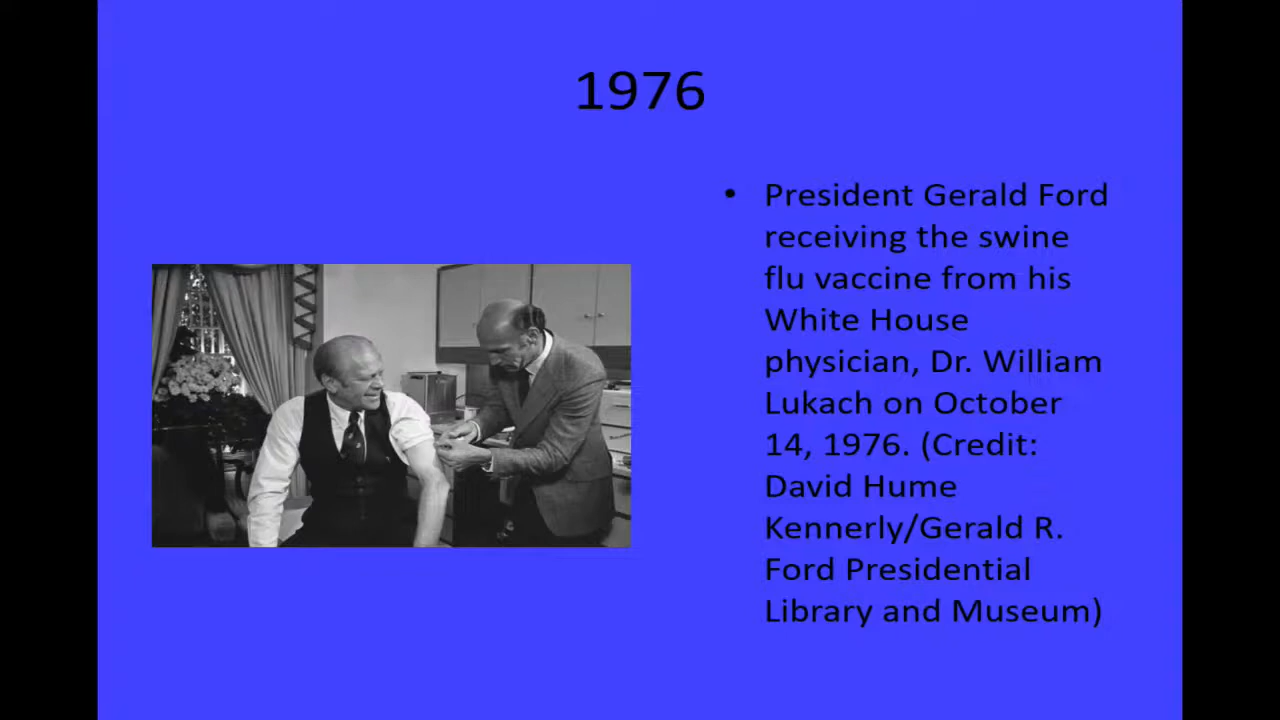 1976
• President Gerald Ford
receiving the swine
flu vaccine from his
White House
physician, Dr. William
Lukach on October
14, 1976. (Credit:
David Hume
Kennerly/Gerald R.
Ford Presidential
Library and Museum)